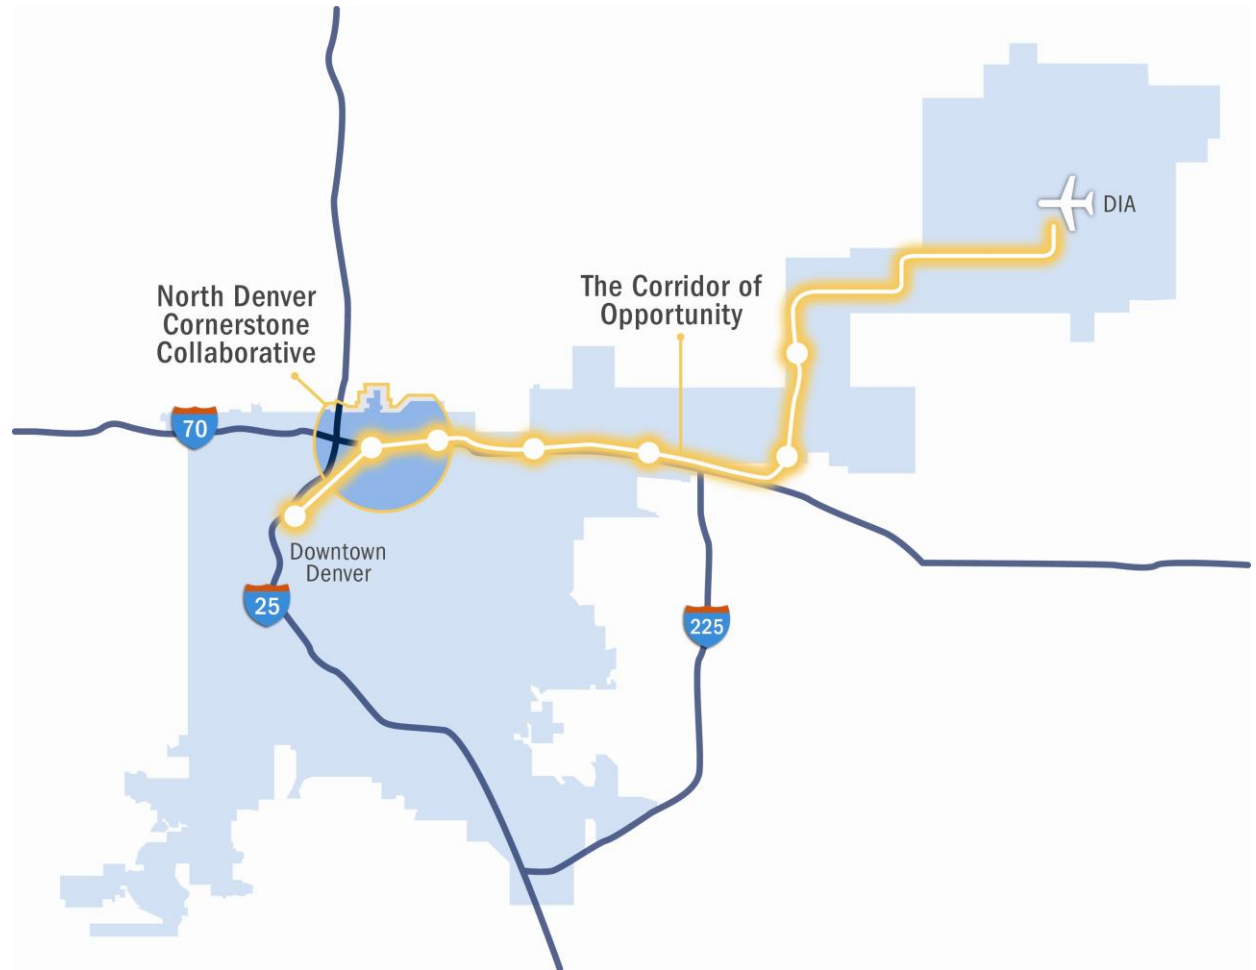 DIA
The Corridor of
Opportunity
North Denver
Cornerstone
Collaborative
70
Downtown
Denver
25
225